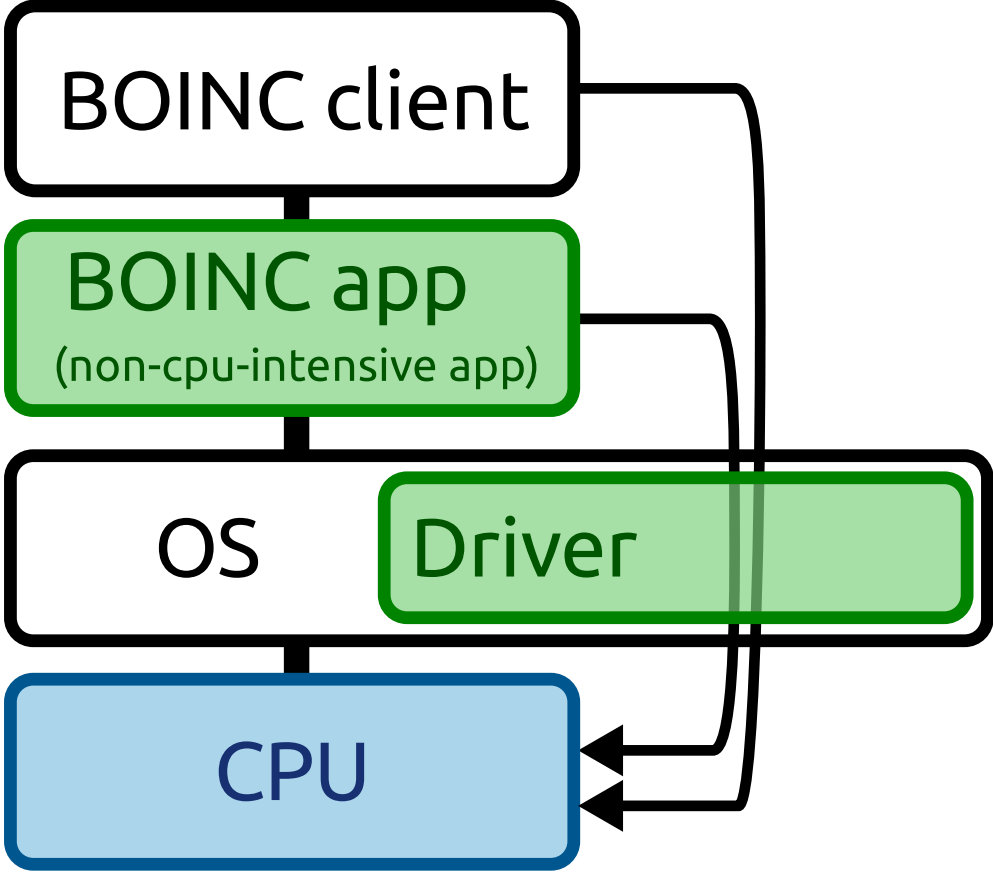 BOINC client
BOINC app
(non-cpu-intensive app)
OS
Driver
CPU